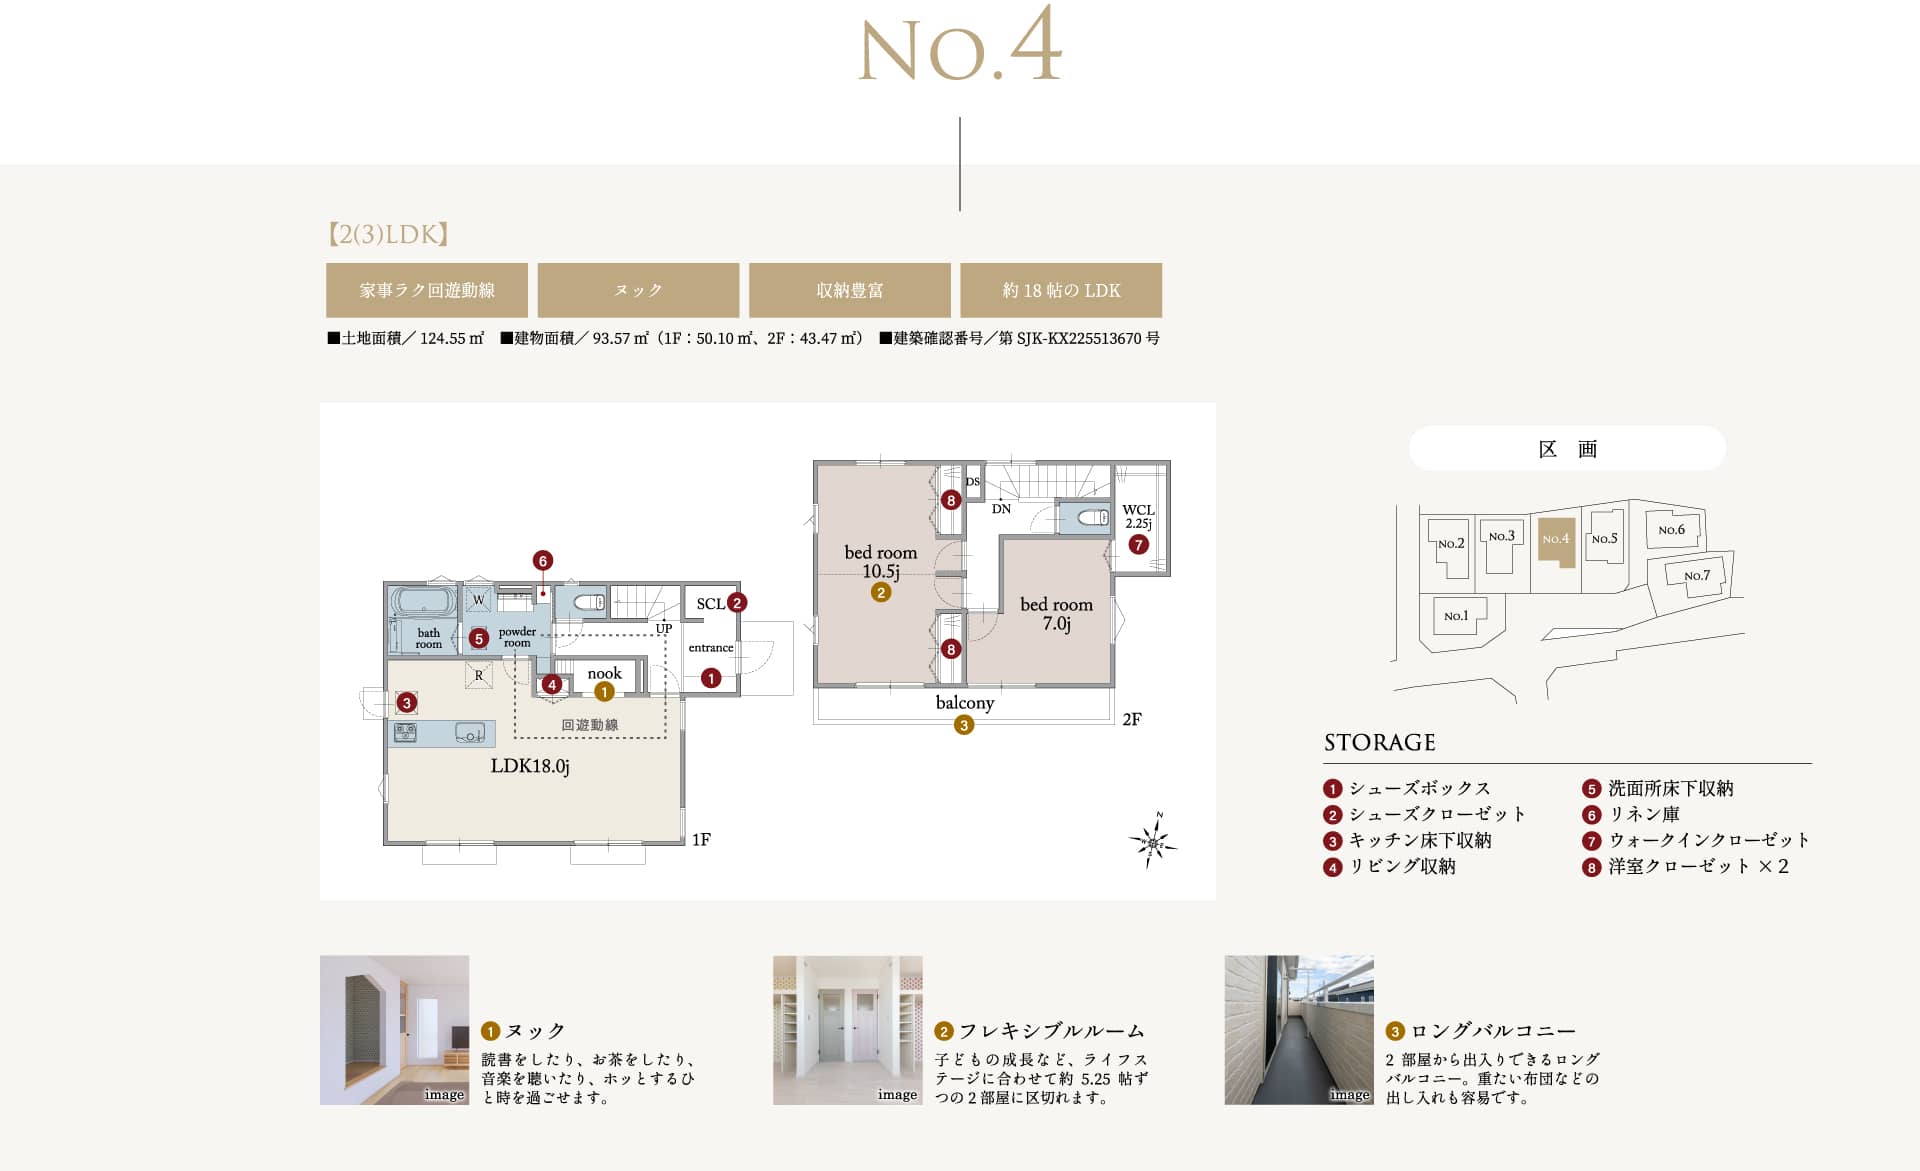 No.4
【2(3)LDK】
家事ラク回遊動線
ヌック
収納豊富
約 18 帖の LDK
■土地面積／ 124.55 ㎡　■建物面積／ 93.57 ㎡（1F：50.10 ㎡、2F：43.47 ㎡）　■建築確認番号／第 SJK-KX225513670 号
6
W
bath room
5
powder room
UP
SCL 2
entrance
1
R
4
nook
1
3
回遊動線
LDK18.0j
1F
8
DS
DN
WCL
2.25j
7
bed room
10.5j
2
bed room
7.0j
8
balcony
3
2F
N
区　画
No.2
No.3
No.4
No.5
No.6
No.7
No.1
STORAGE
1 シューズボックス
2 シューズクローゼット
3 キッチン床下収納
4 リビング収納
5 洗面所床下収納
6 リネン庫
7 ウォークインクローゼット
8 洋室クローゼット × 2
image
1 ヌック
読書をしたり、お茶をしたり、
音楽を聴いたり、ホッとするひ
と時を過ごせます。
image
2 フレキシブルルーム
子どもの成長など、ライフス
テージに合わせて約 5.25 帖ず
つの 2 部屋に区切れます。
image
3 ロングバルコニー
2 部屋から出入りできるロング
バルコニー。重たい布団などの
出し入れも容易です。